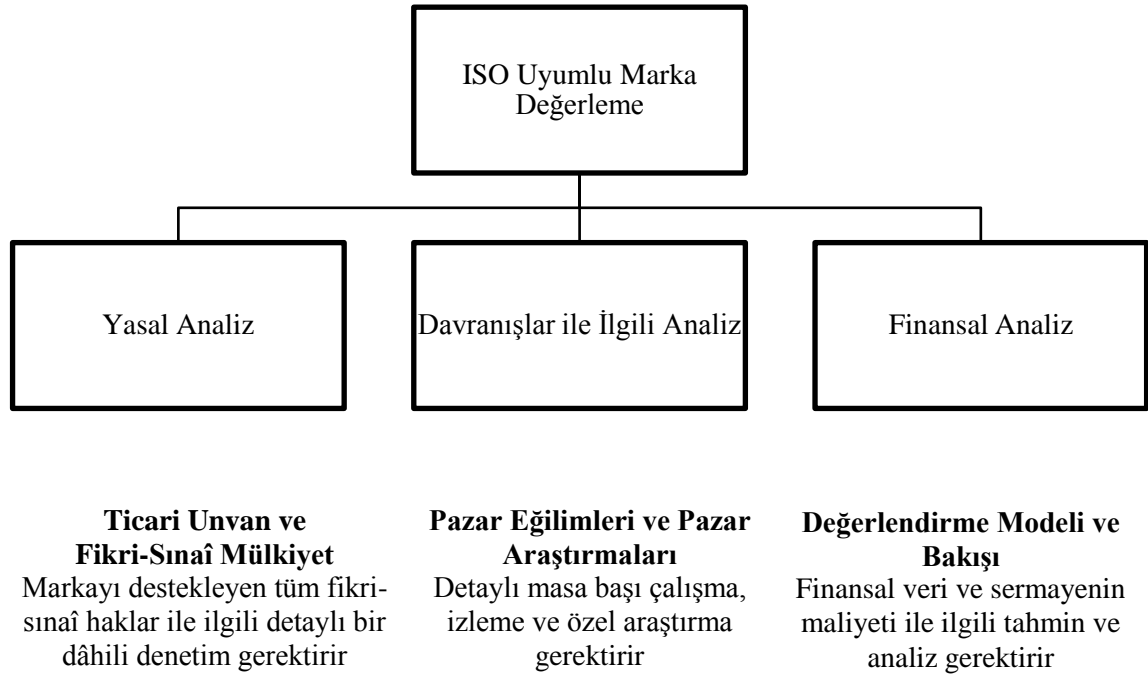 ISO Uyumlu Marka
Değerleme
Yasal Analiz
Davranışlar ile İlgili Analiz
Finansal Analiz
Ticari Unvan ve
Fikri-Sınaî Mülkiyet
Markayı destekleyen tüm fikri-
sınaî haklar ile ilgili detaylı bir
dâhili denetim gerektirir
Pazar Eğilimleri ve Pazar
Araştırmaları
Detaylı masa başı çalışma,
izleme ve özel araştırma
gerektirir
Değerlendirme Modeli ve
Bakışı
Finansal veri ve sermayenin
maliyeti ile ilgili tahmin ve
analiz gerektirir